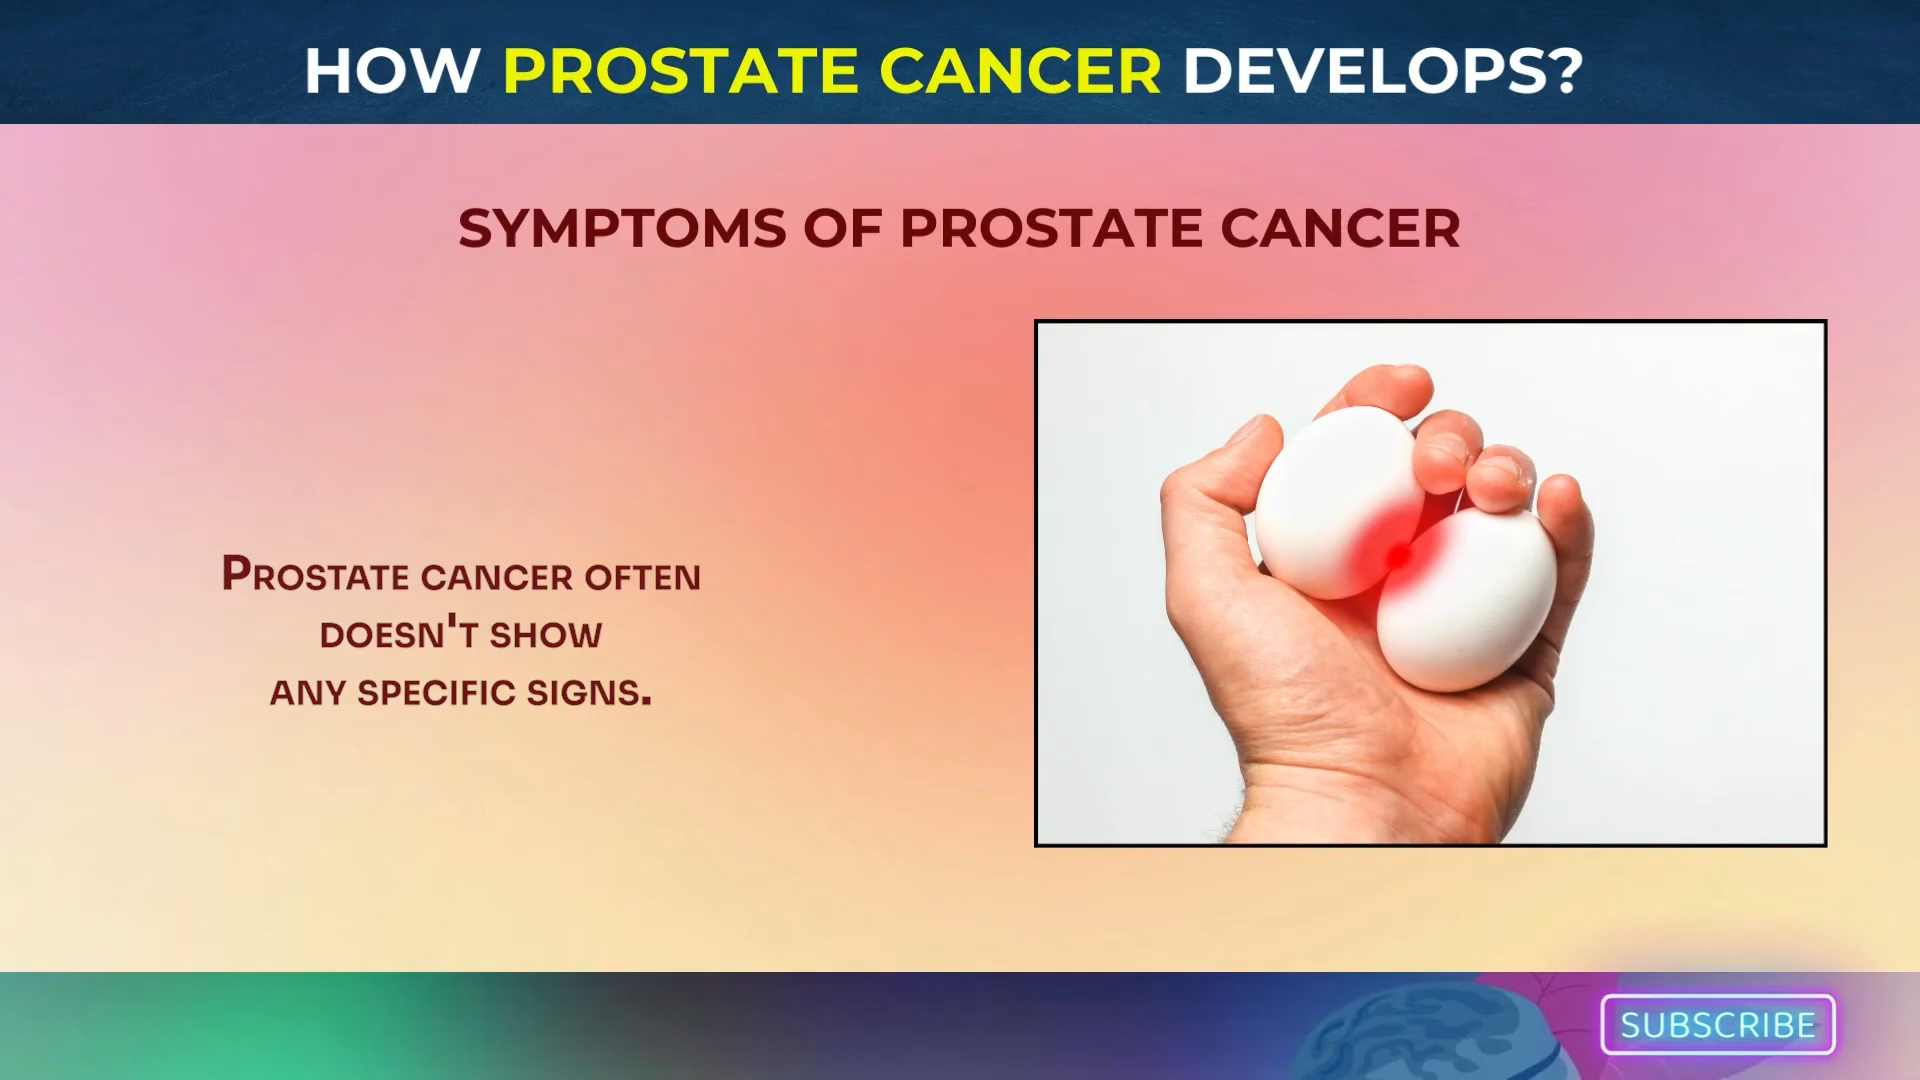 HOW PROSTATE CANCER DEVELOPS?
SYMPTOMS OF PROSTATE CANCER
Prostate cancer often
doesn't show
any specific signs.
SUBSCRIBE